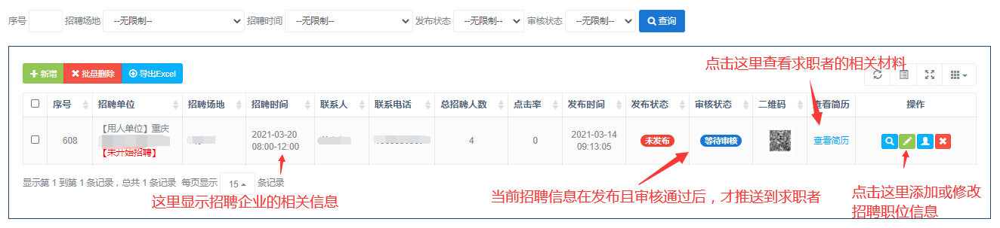 序号 招聘场地 --无限制-- 招聘时间 --无限制-- 发布状态 --无限制-- 审核状态 --无限制-- 查询
新增 批量删除 导出Excel
点击这里查看求职者的相关材料
序号 招聘单位 招聘场地 招聘时间 联系人 联系电话 总招聘人数 点击率 发布时间 发布状态 审核状态 二维码 查看简历 操作
608
【用人单位】重庆
【未开始招聘】
2021-03-20
08:00-12:00
4
0
2021-03-14
09:13:05
未发布
等待审核
查看简历
显示第 1 到第 1 条记录，总共 1 条记录 每页显示 15 条记录
这里显示招聘企业的相关信息
当前招聘信息在发布且审核通过后，才推送到求职者
点击这里添加或修改
招聘职位信息